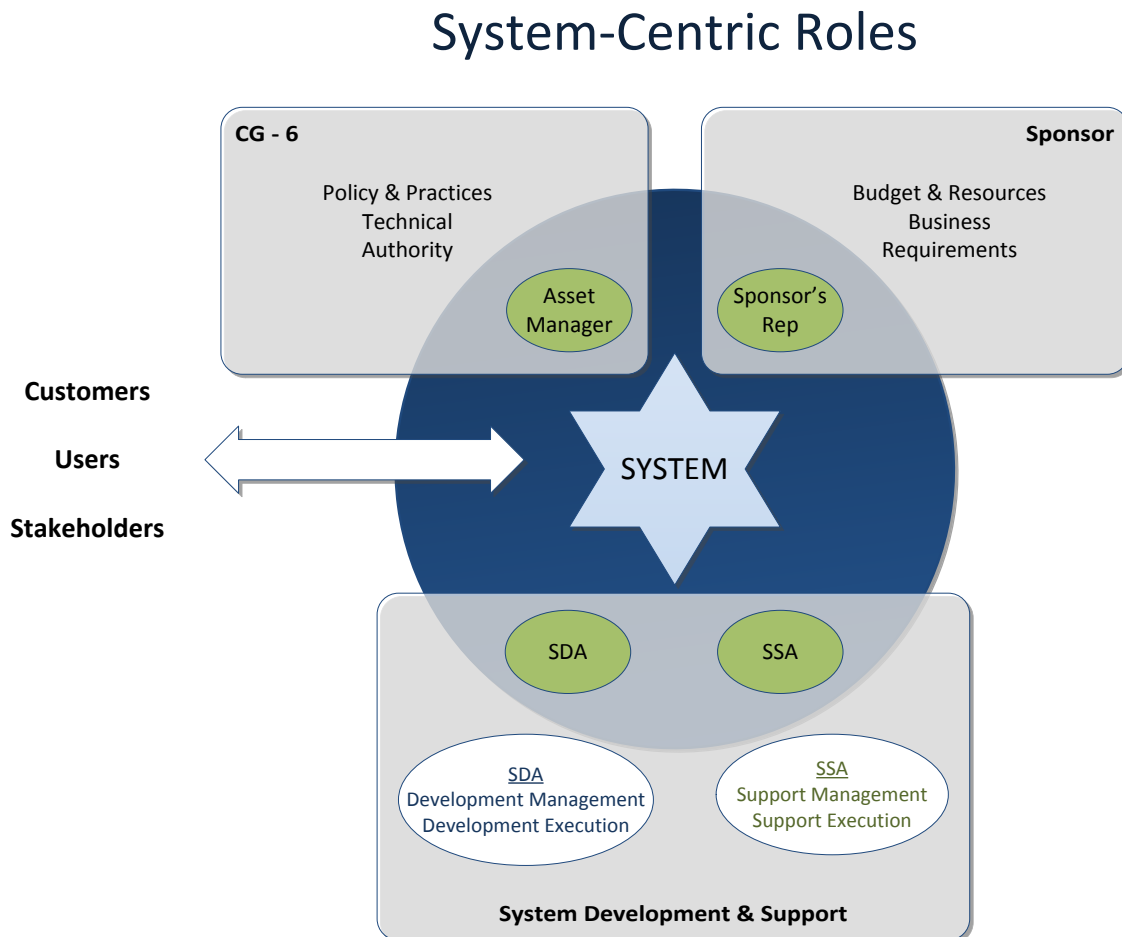 System-Centric Roles
CG - 6
Policy & Practices
Technical
Authority
Asset
Manager
Sponsor
Budget & Resources
Business
Requirements
Sponsor’s
Rep
Customers
Users
Stakeholders
SYSTEM
SDA
SSA
SDA
Development Management
Development Execution
SSA
Support Management
Support Execution
System Development & Support